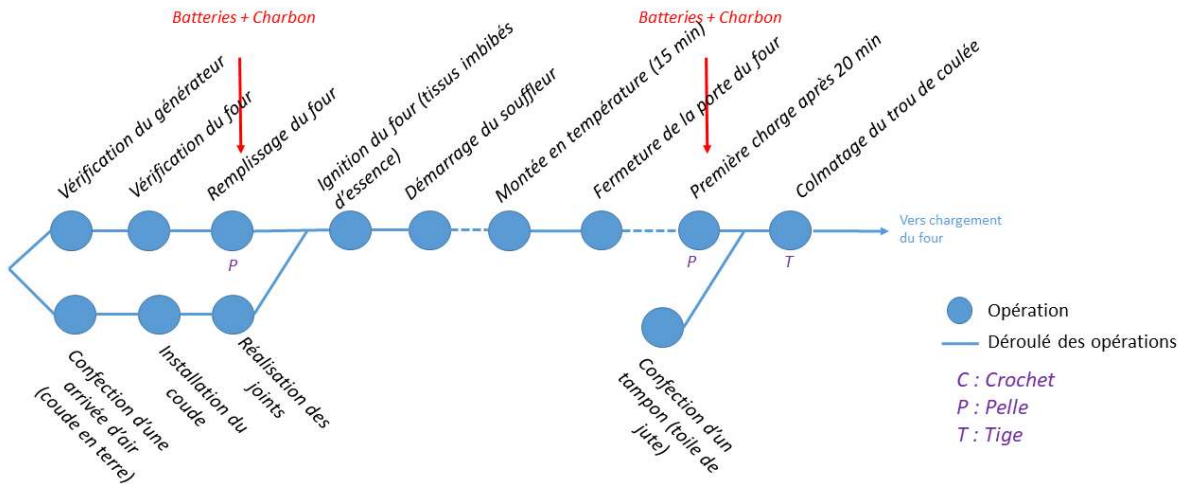 Batteries + Charbon
Batteries + Charbon
Vérification du générateur
Vérification du four
Remplissage du four
Ignition du four (tissus imbibés
d'essence)
Démarrage du souffleur
Montée en température (15 min)
Fermeture de la porte du four
Première charge après 20 min
Colmatage du trou de coulée
Vers chargement
du four
P
P
T
Confection d'une
arrivée d'air
(coude en terre)
Installation du
coude
Réalisation des
joints
Confection d'un
tampon (toile de
jute)
Opération
Déroulé des opérations
C : Crochet
P : Pelle
T : Tige